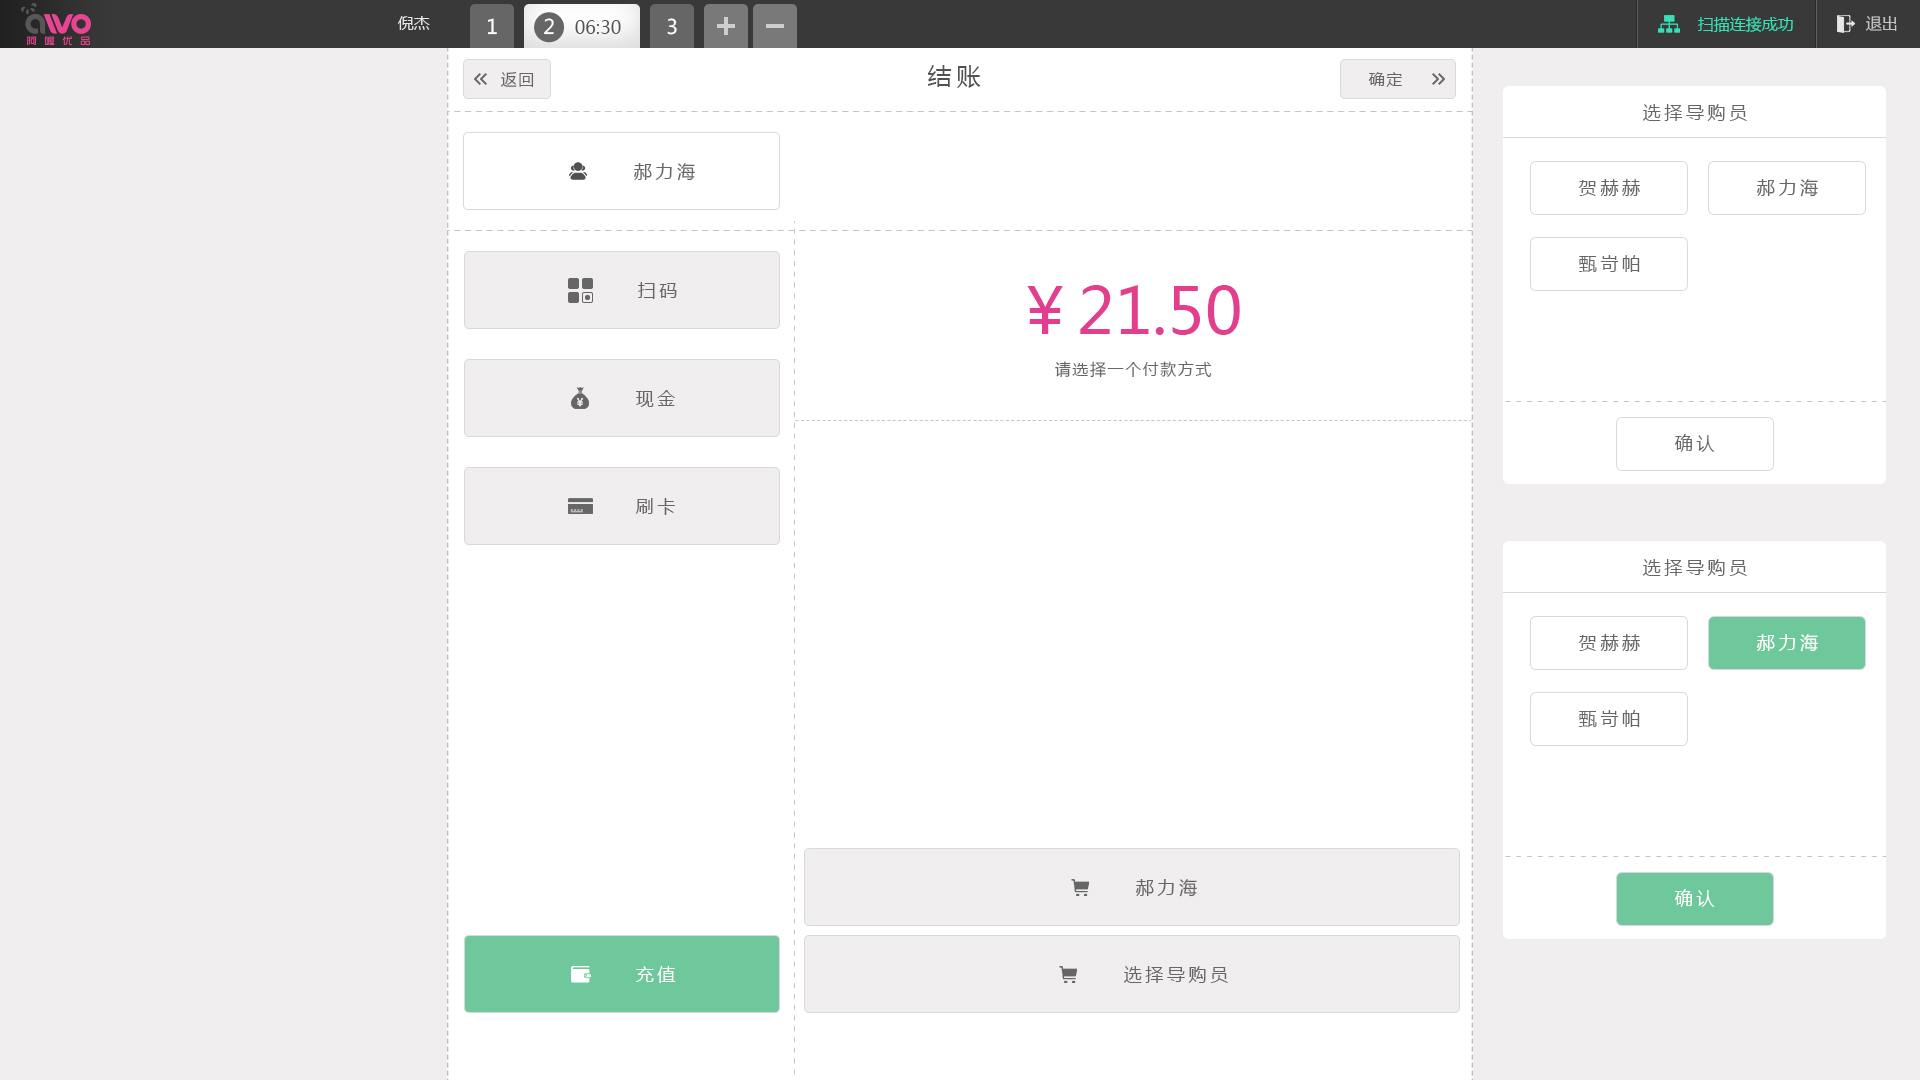 awo
阿喔优品
倪杰
1
2 06:30
3
扫描连接成功
退出
返回
结账
确定
郝力海
扫码
现金
刷卡
充值
¥ 21.50
请选择一个付款方式
郝力海
选择导购员
选择导购员
贺赫赫
郝力海
甄岢帕
确认
选择导购员
贺赫赫
郝力海
甄岢帕
确认